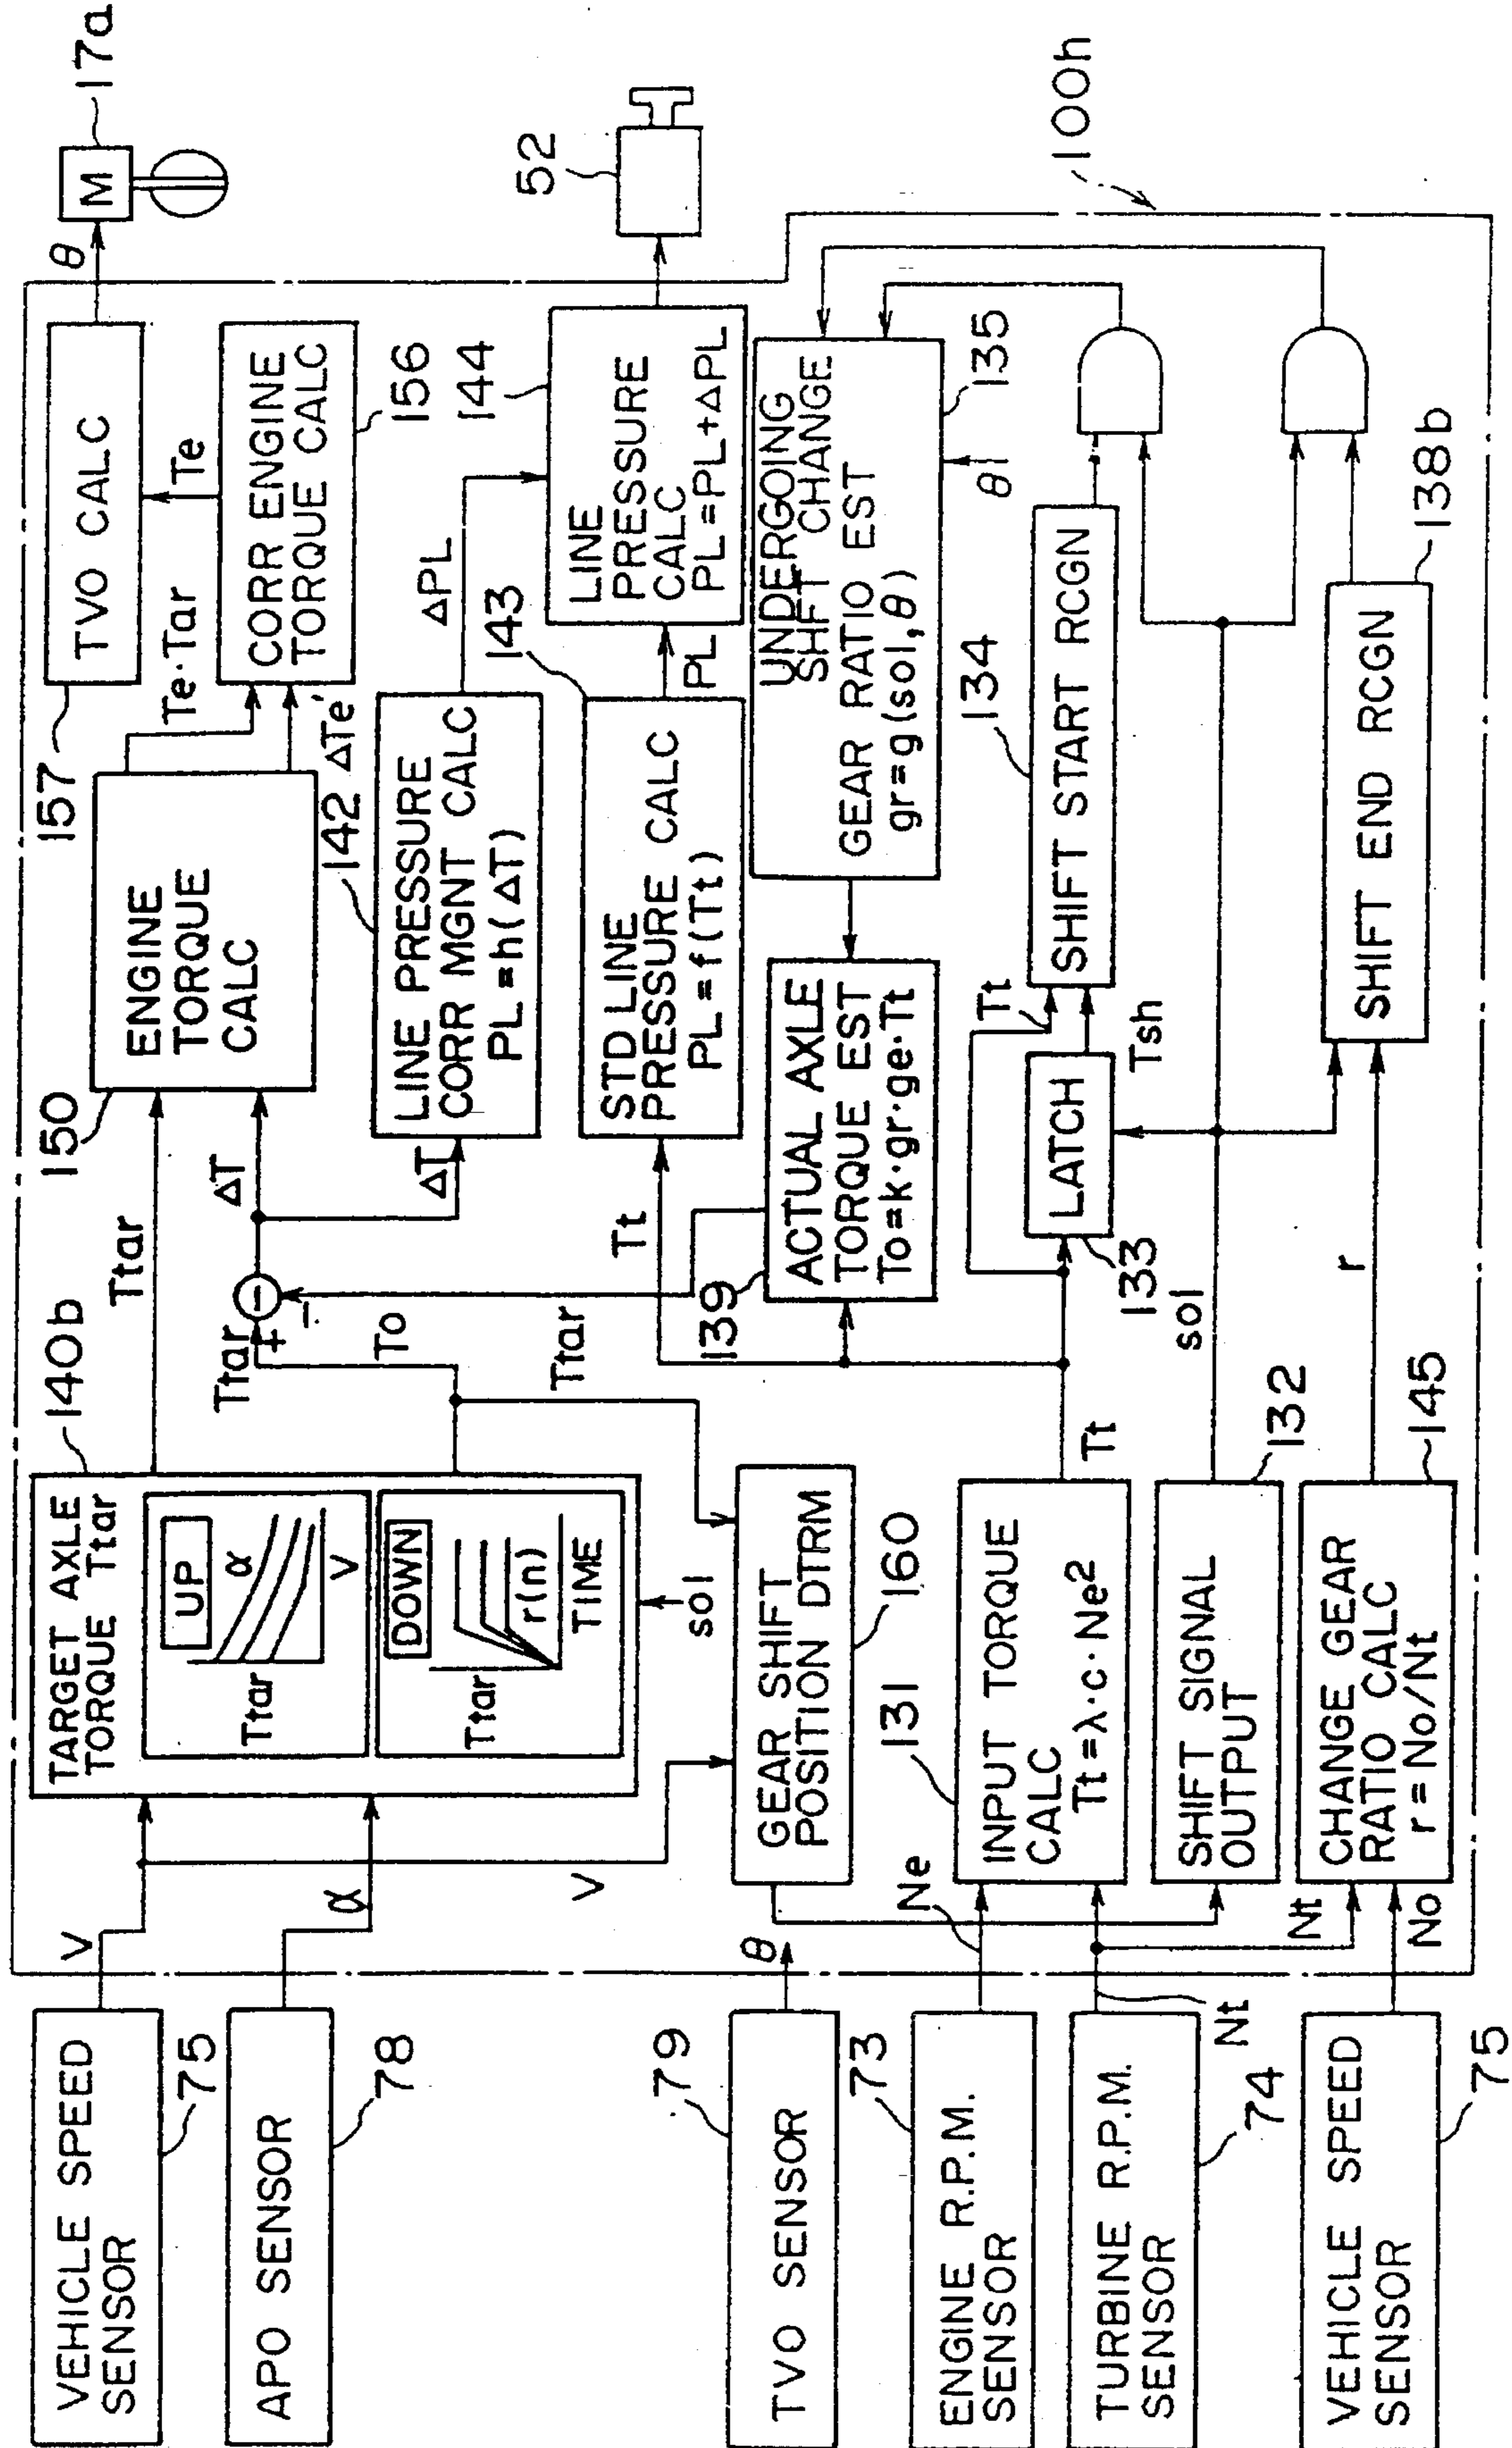 VEHICLE SPEED
SENSOR
75
APO SENSOR
78
TVO SENSOR
79
ENGINE R.P.M.
SENSOR
73
TURBINE R.P.M.
SENSOR
74
VEHICLE SPEED
SENSOR
75
V
α
V
θ
Ne
Nt
Nt
No
TARGET AXLE
TORQUE Ttar
140b
UP
Ttar
α
V
DOWN
Ttar
r(n)
TIME
sol
GEAR SHIFT
POSITION DTRM
160
INPUT TORQUE
CALC
Tt=λ·c·Ne²
131
SHIFT SIGNAL
OUTPUT
132
CHANGE GEAR
RATIO CALC
r=No/Nt
145
Ttar
Ttar
+
−
−
To
Ttar
ΔT
ΔT
Tt
Tt
sol
r
ENGINE
TORQUE
CALC
150
LINE PRESSURE
CORR MGNT CALC
PL=h(ΔT)
142
STD LINE
PRESSURE CALC
PL=f(Tt)
143
ACTUAL AXLE
TORQUE EST
To=k·gr·ge·Tt
139
LATCH
133
Tt
Tsh
Te·Tar
ΔTe'
ΔPL
PL
TVO CALC
157
Te
CORR ENGINE
TORQUE CALC
156
LINE
PRESSURE
CALC
PL=PL+ΔPL
144
UNDERGOING
SHFT CHANGE
GEAR RATIO EST
gr=g(sol,θ)
135
θ
SHIFT START RCGN
134
SHIFT END RCGN
138b
θ
M
17a
52
100h